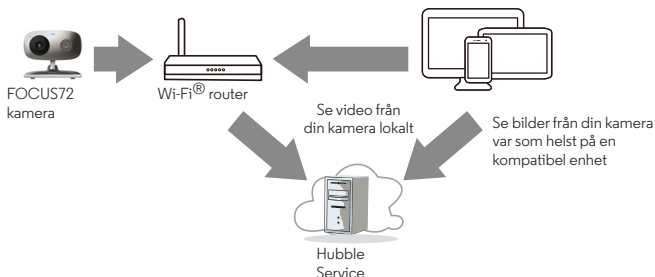 FOCUS72
kamera
Wi-Fi® router
Se video från
din kamera lokalt
Se bilder från din kamera
var som helst på en
kompatibel enhet
Hubble
Service